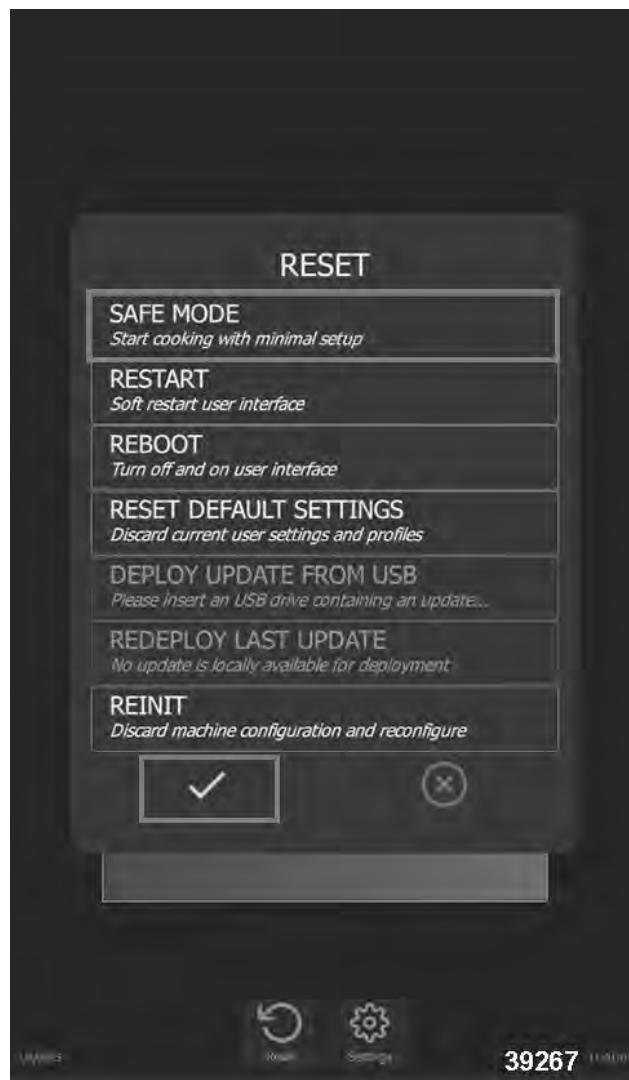 RESET
SAFE MODE
Start cooking with minimal setup
RESTART
Soft restart user interface
REBOOT
Turn off and on user interface
RESET DEFAULT SETTINGS
Discard current user settings and profiles
DEPLOY UPDATE FROM USB
Please insert an USB drive containing an update...
REDEPLOY LAST UPDATE
No update is locally available for deployment
REINIT
Discard machine configuration and reconfigure
Reset Settings
39267